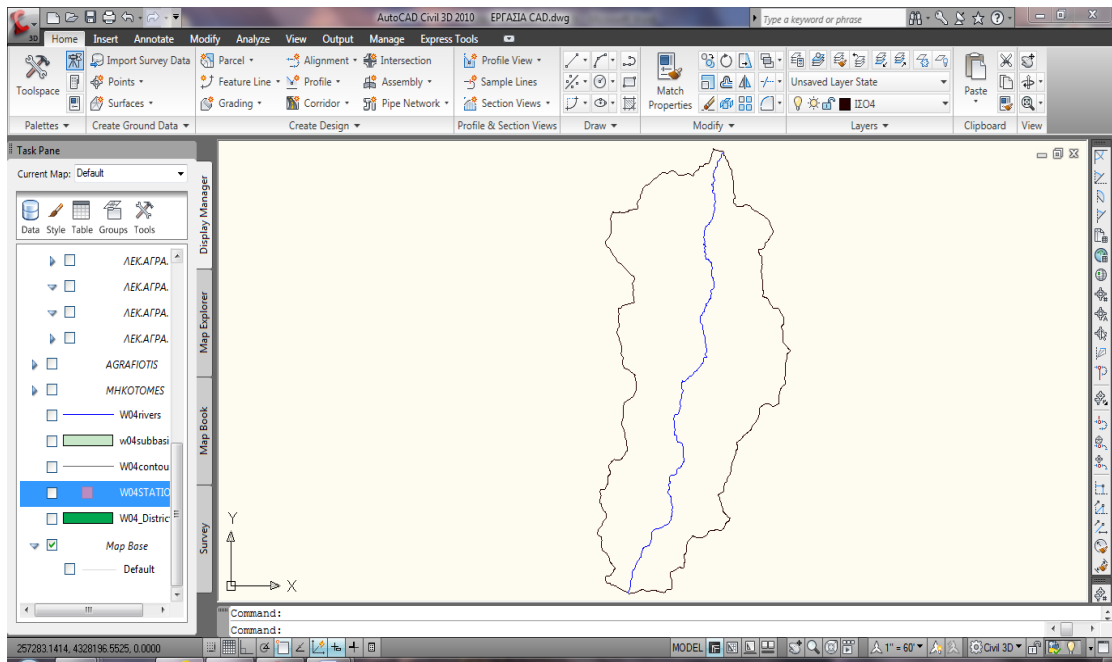 AutoCAD Civil 3D 2010 ΕΡΓΑΣΙΑ CAD.dwg
Type a keyword or phrase
3D
Home Insert Annotate Modify Analyze View Output Manage Express Tools
Toolspace
Import Survey Data
Points
Surfaces
Parcel
Feature Line
Grading
Alignment
Profile
Corridor
Intersection
Assembly
Pipe Network
Profile View
Sample Lines
Section Views
Match Properties
Unsaved Layer State
ΙΣΟ4
Paste
Palettes Create Ground Data Create Design Profile & Section Views Draw Modify Layers Clipboard View
Task Pane
Current Map: Default
Data Style Table Groups Tools
ΛΕΚ.ΑΓΡΑ.
ΛΕΚ.ΑΓΡΑ.
ΛΕΚ.ΑΓΡΑ.
ΛΕΚ.ΑΓΡΑ.
AGRAFIOTIS
MHKOTOMES
W04rivers
w04subbasi
W04contou
W04STATIO
W04_Distric
Map Base
Default
Display Manager
Map Explorer
Map Book
Survey
Y
X
Command:
Command:
257283.1414, 4328196.5525, 0.0000
MODEL
1" = 60'
Civil 3D